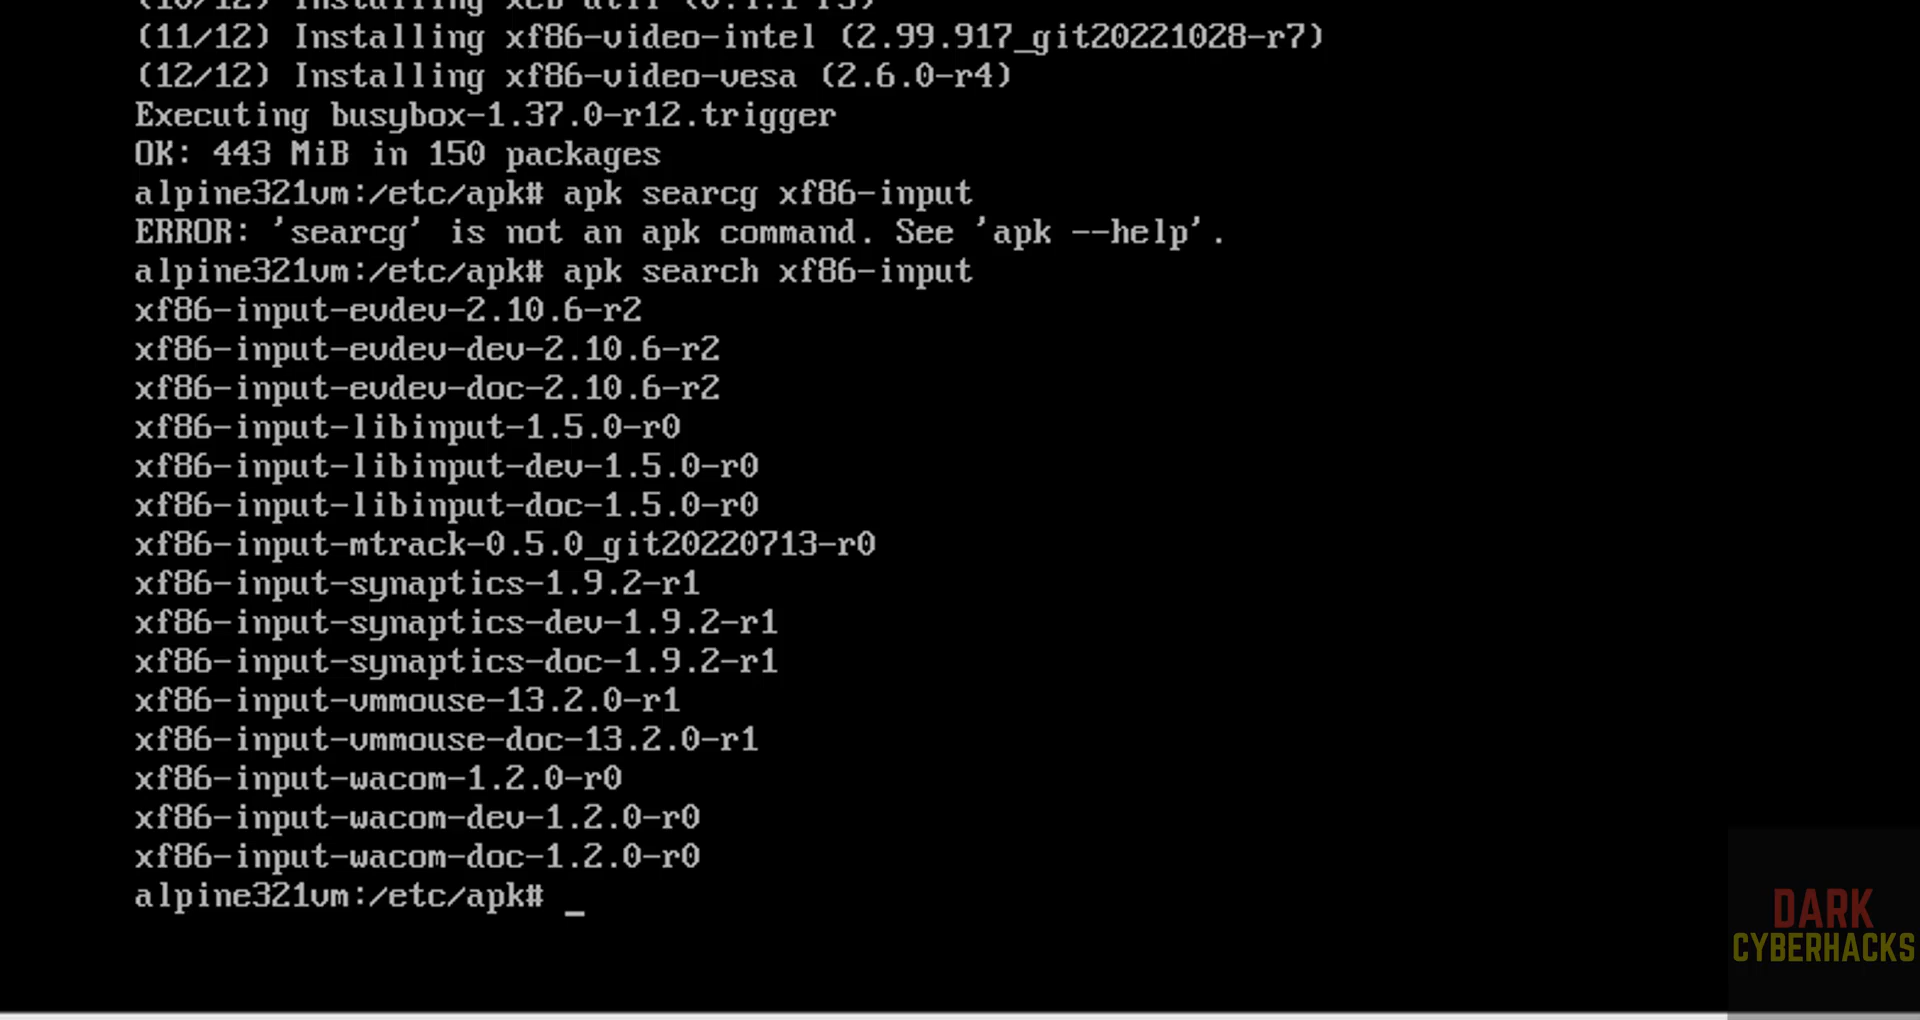 (10/12) Installing xcb-util (0.4.1-r3)
(11/12) Installing xf86-video-intel (2.99.917_git20221028-r7)
(12/12) Installing xf86-video-vesa (2.6.0-r4)
Executing busybox-1.37.0-r12.trigger
OK: 443 MiB in 150 packages
alpine321vm:/etc/apk# apk searcg xf86-input
ERROR: 'searcg' is not an apk command. See 'apk --help'.
alpine321vm:/etc/apk# apk search xf86-input
xf86-input-evdev-2.10.6-r2
xf86-input-evdev-dev-2.10.6-r2
xf86-input-evdev-doc-2.10.6-r2
xf86-input-libinput-1.5.0-r0
xf86-input-libinput-dev-1.5.0-r0
xf86-input-libinput-doc-1.5.0-r0
xf86-input-mtrack-0.5.0_git20220713-r0
xf86-input-synaptics-1.9.2-r1
xf86-input-synaptics-dev-1.9.2-r1
xf86-input-synaptics-doc-1.9.2-r1
xf86-input-vmmouse-13.2.0-r1
xf86-input-vmmouse-doc-13.2.0-r1
xf86-input-wacom-1.2.0-r0
xf86-input-wacom-dev-1.2.0-r0
xf86-input-wacom-doc-1.2.0-r0
alpine321vm:/etc/apk# _
DARK
CYBERHACKS